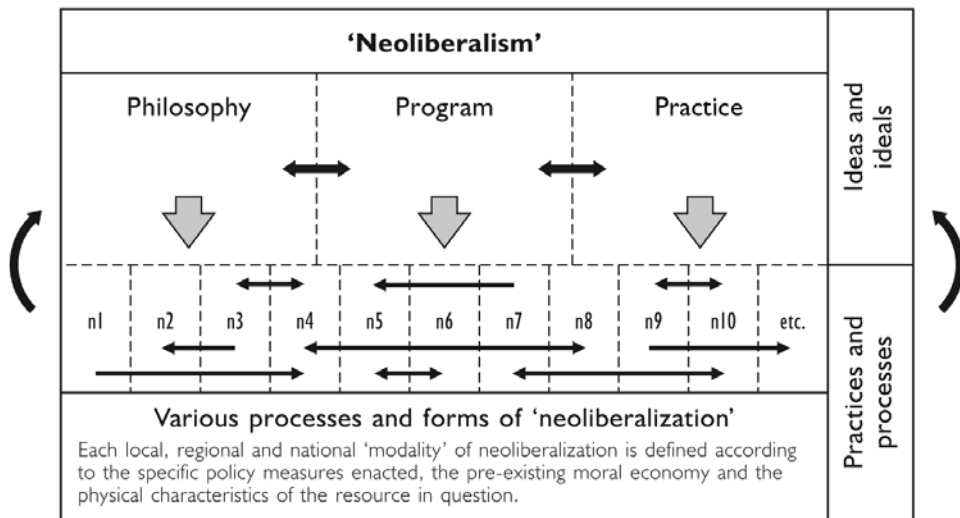 ‘Neoliberalism’
Philosophy
Program
Practice
Ideas and
ideals
n1 n2 n3 n4 n5 n6 n7 n8 n9 n10 etc.
Various processes and forms of ‘neoliberalization’
Each local, regional and national ‘modality’ of neoliberalization is defined according
to the specific policy measures enacted, the pre-existing moral economy and the
physical characteristics of the resource in question.
Practices and
processes